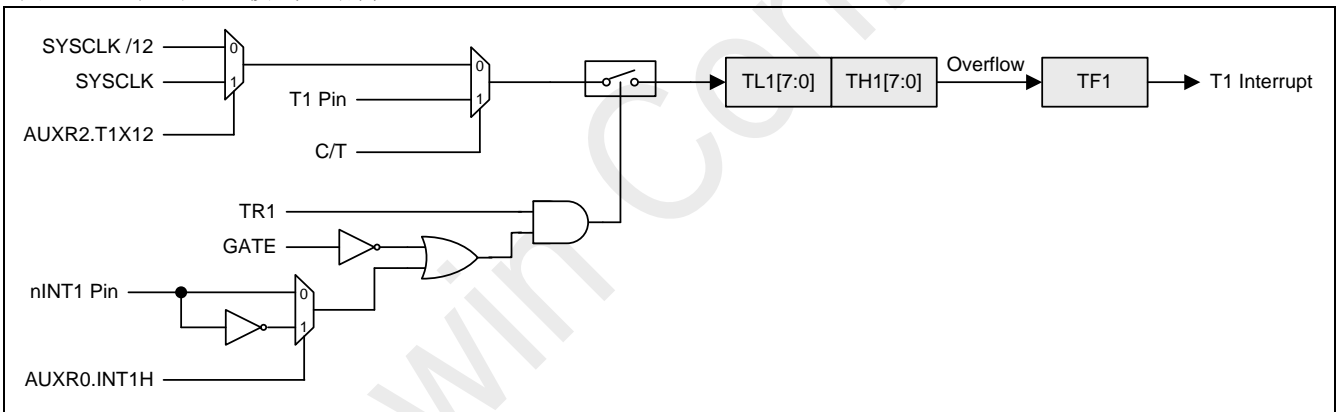 SYSCLK /12
0
SYSCLK
1
0
TL1[7:0] TH1[7:0] Overflow TF1 T1 Interrupt
T1 Pin
1
AUXR2.T1X12
C/T
TR1
GATE
nINT1 Pin
0
1
AUXR0.INT1H